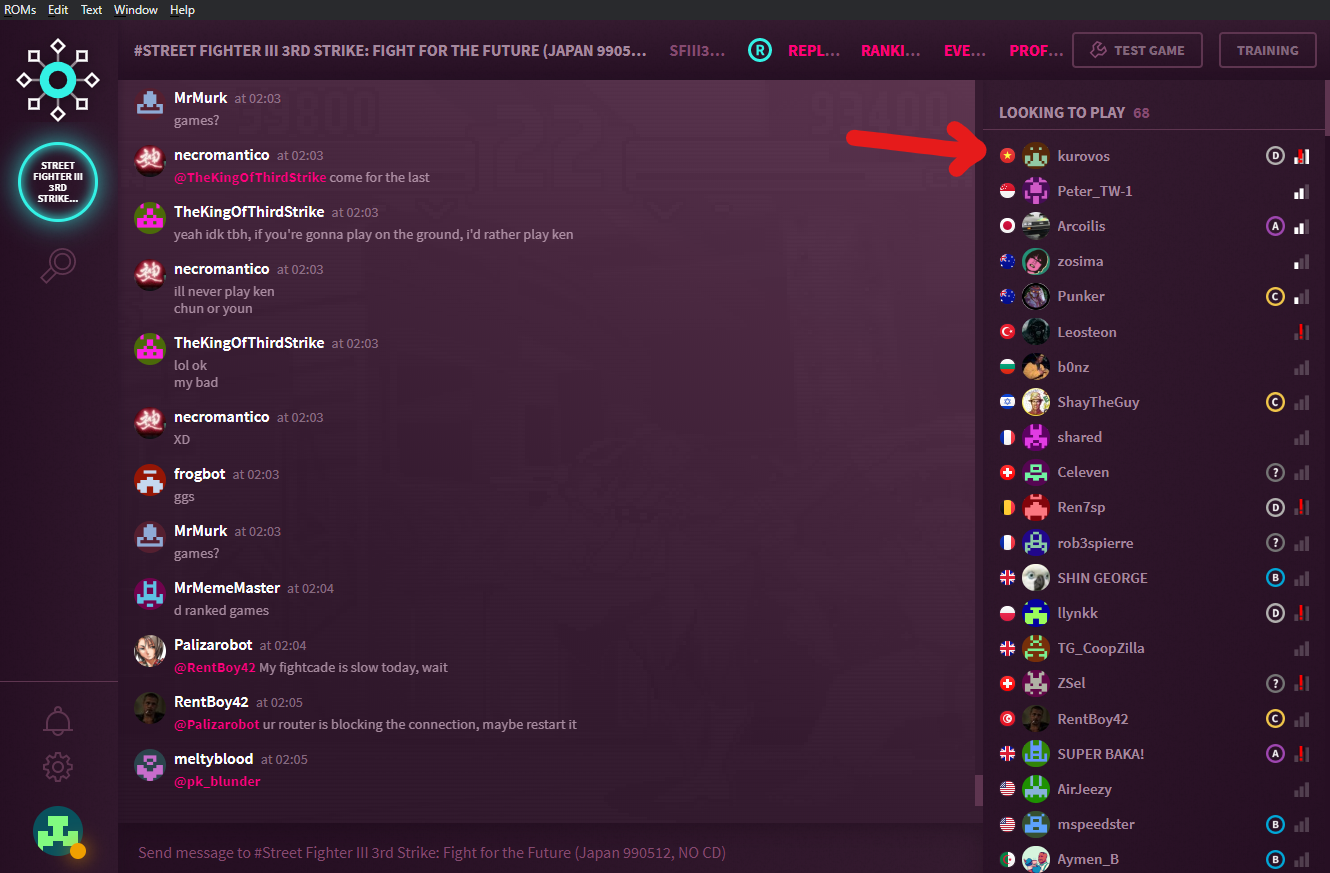 ROMs Edit Text Window Help
#STREET FIGHTER III 3RD STRIKE: FIGHT FOR THE FUTURE (JAPAN 9905... SFIII3... R REPL... RANKI... EVE... PROF... TEST GAME TRAINING
STREET
FIGHTER III
3RD
STRIKE...
MrMurk at 02:03
games?
necromantico at 02:03
@TheKingOfThirdStrike come for the last
TheKingOfThirdStrike at 02:03
yeah idk tbh, if you're gonna play on the ground, i'd rather play ken
necromantico at 02:03
ill never play ken
chun or youn
TheKingOfThirdStrike at 02:03
lol ok
my bad
necromantico at 02:03
XD
frogbot at 02:03
ggs
MrMurk at 02:03
games?
MrMemeMaster at 02:04
d ranked games
Palizarobot at 02:04
@RentBoy42 My fightcade is slow today, wait
RentBoy42 at 02:05
@Palizarobot ur router is blocking the connection, maybe restart it
meltyblood at 02:05
@pk_blunder
Send message to #Street Fighter III 3rd Strike: Fight for the Future (Japan 990512, NO CD)
LOOKING TO PLAY 68
kurovos D
Peter_TW-1
Arcoilis A
zosima
Punker C
Leosteon
b0nz
ShayTheGuy C
shared
Celeven ?
Ren7sp D
rob3spierre ?
SHIN GEORGE B
llynkk D
TG_CoopZilla
ZSel ?
RentBoy42 C
SUPER BAKA! A
AirJeezy
mspeedster B
Aymen_B B